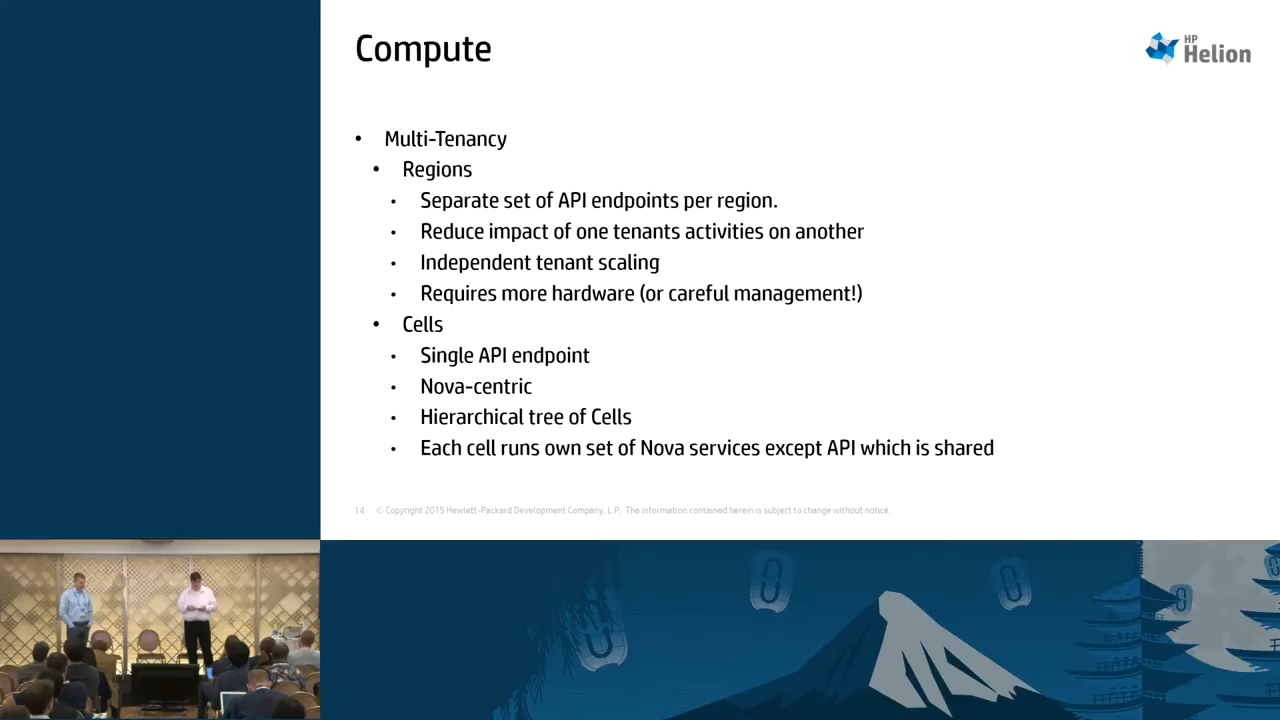 Compute
HP
Helion
• Multi-Tenancy
• Regions
• Separate set of API endpoints per region.
• Reduce impact of one tenants activities on another
• Independent tenant scaling
• Requires more hardware (or careful management!)
• Cells
• Single API endpoint
• Nova-centric
• Hierarchical tree of Cells
• Each cell runs own set of Nova services except API which is shared
14 © Copyright 2015 Hewlett-Packard Development Company, L.P. The information contained herein is subject to change without notice.